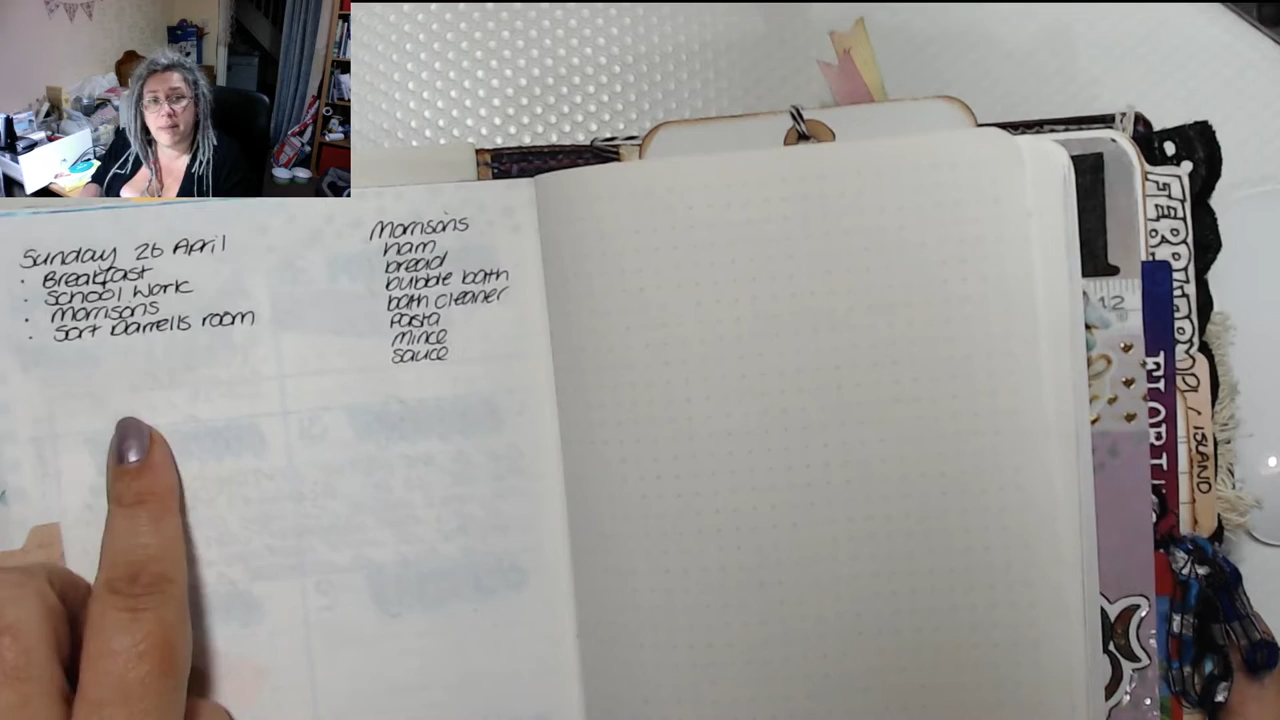 Sunday 26 April
· Breakfast
· School Work
· Morrisons
· Sort Darrells room
Morrisons
ham
bread
bubble bath
bath cleaner
Pasta
Mince
sauce
12
ISLAND